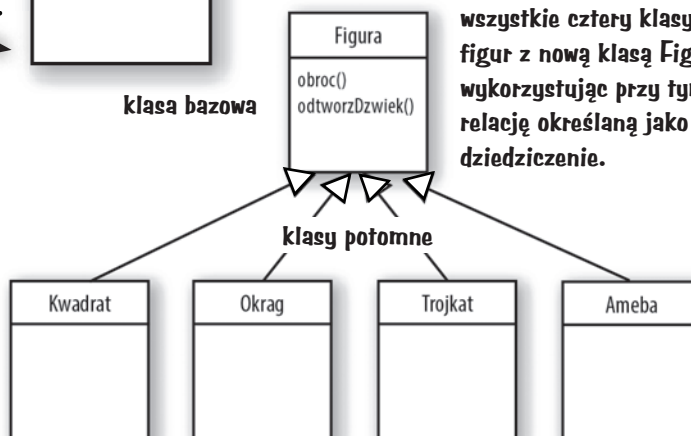 wszystkie cztery klasy
figur z nową klasą
wykorzystując przy
relację określaną jako
dziedziczenie.
Figura
obroc()
odtworzDzwiek()
klasa bazowa
klasy potomne
Kwadrat
Okrag
Trojkat
Ameba